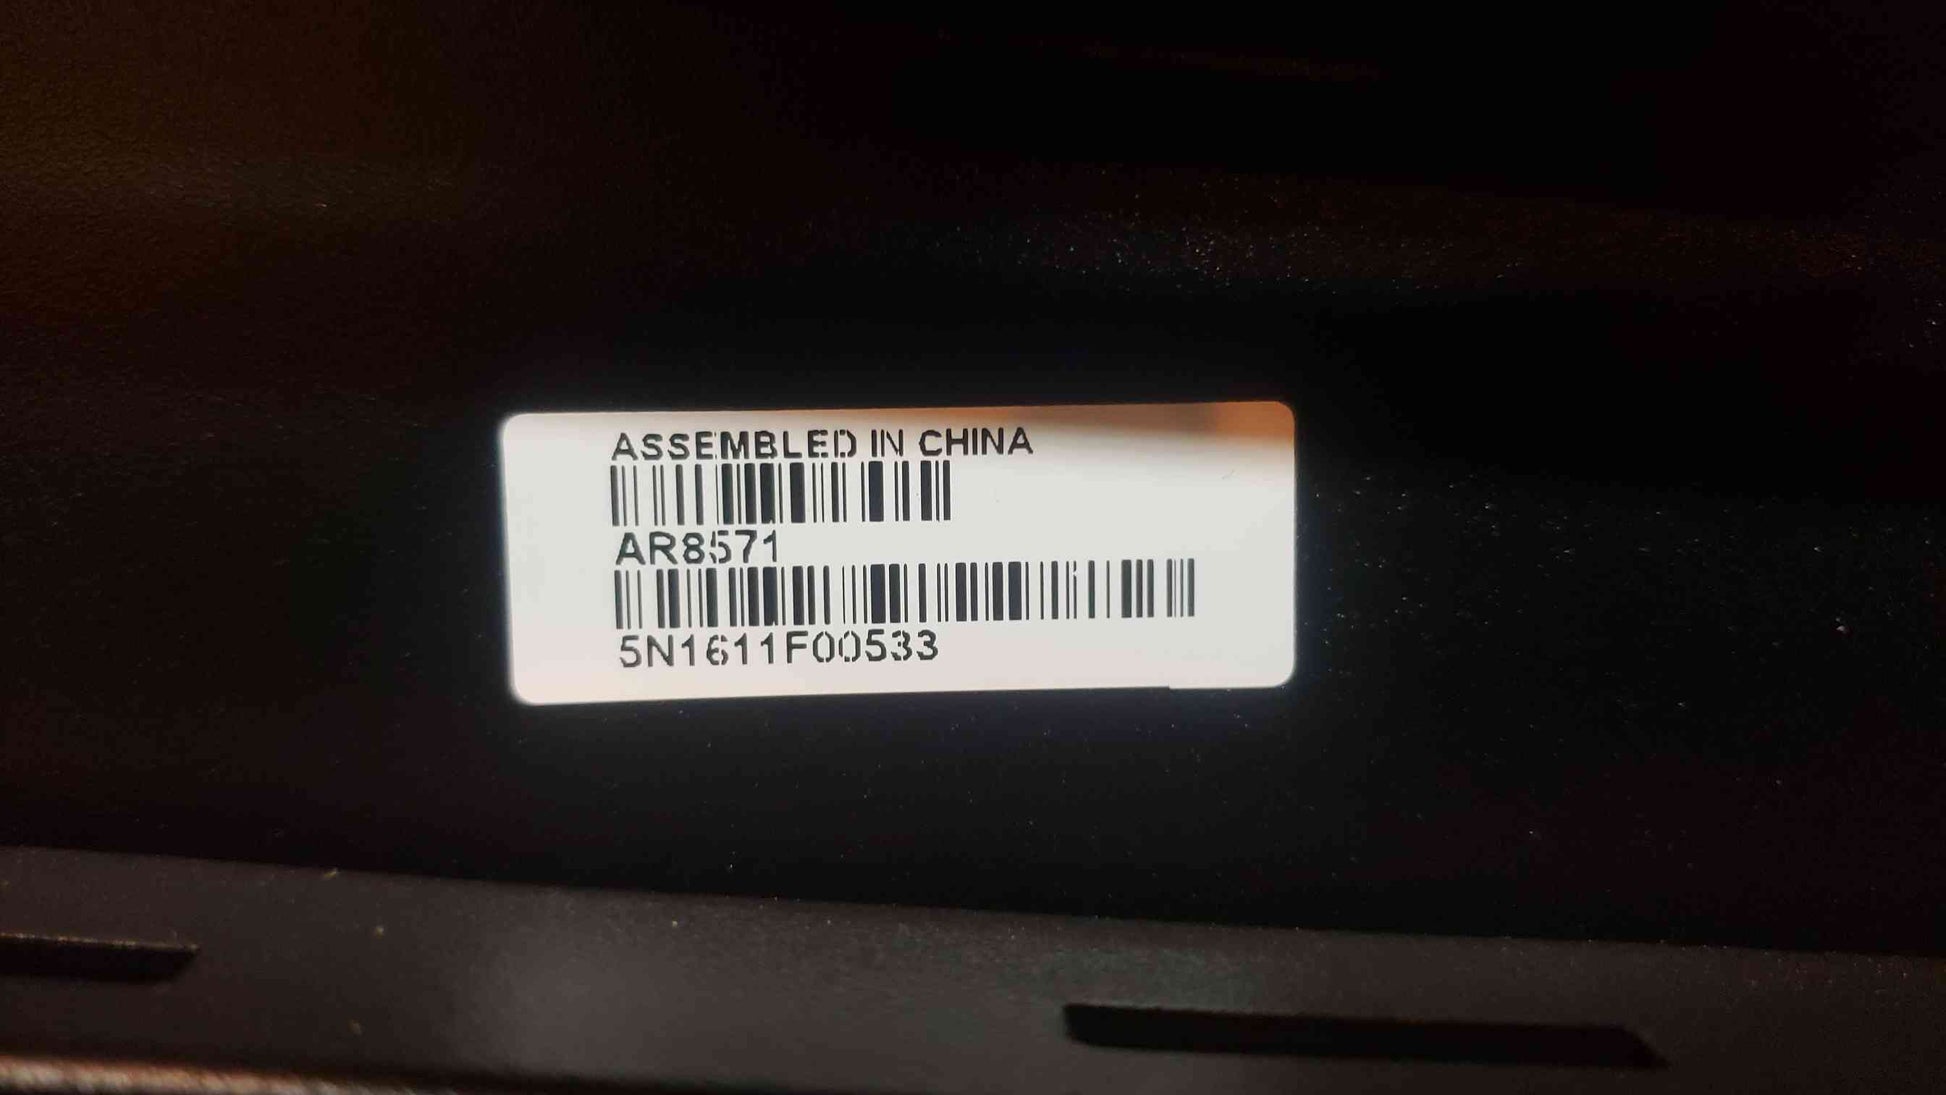 ASSEMBLED IN CHINA
AR8571
5N1611F00533